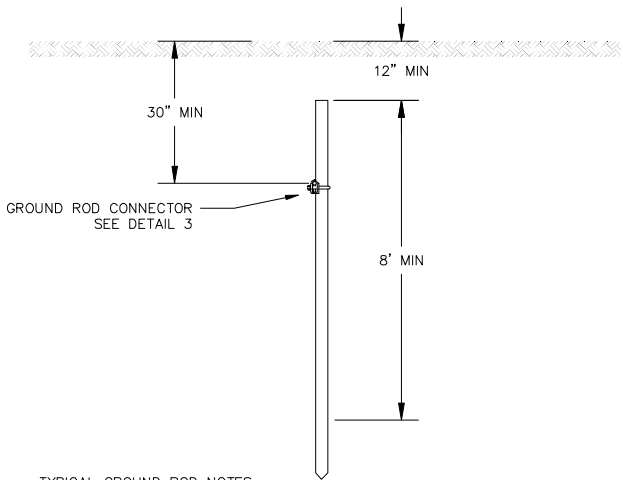 12” MIN
30” MIN
GROUND ROD CONNECTOR
SEE DETAIL 3
8’ MIN
TYPICAL GROUND ROD NOTES